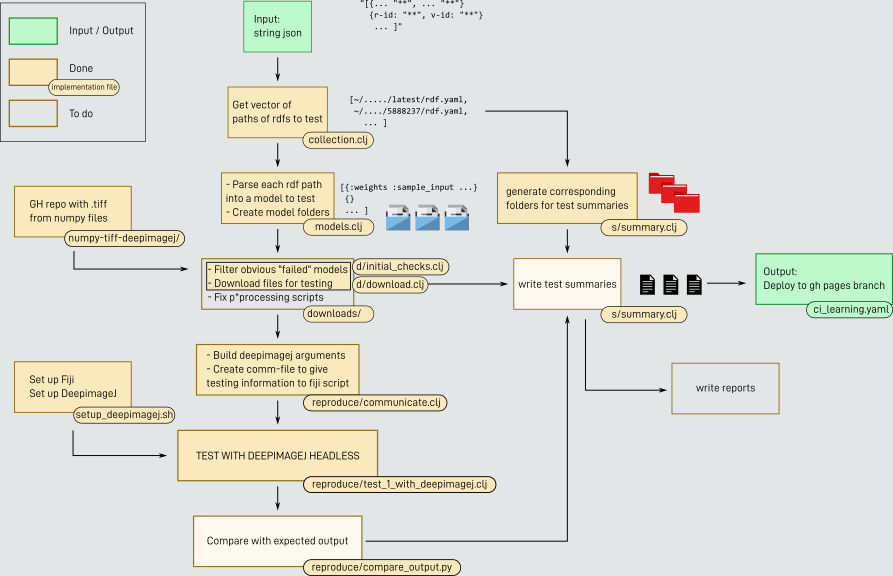 Input / Output
Done
implementation file
To do
Input:
string json
"[{... "**", ... "**"}
{r-id: "**", v-id: "**"}
... ]"
Get vector of
paths of rdfs to test
collection.clj
[~/...../latest/rdf.yaml,
~/..../5888237/rdf.yaml,
... ]
- Parse each rdf path
into a model to test
- Create model folders
models.clj
[{:weights :sample_input ...}
{}
... ]
generate corresponding
folders for test summaries
s/summary.clj
GH repo with .tiff
from numpy files
numpy-tiff-deepimagej/
- Filter obvious "failed" models
- Download files for testing
- Fix p*processing scripts
d/initial_checks.clj
d/download.clj
downloads/
write test summaries
s/summary.clj
Output:
Deploy to gh pages branch
ci_learning.yaml
- Build deepimagej arguments
- Create comm-file to give
testing information to fiji script
reproduce/communicate.clj
Set up Fiji
Set up DeepimageJ
setup_deepimagej.sh
write reports
TEST WITH DEEPIMAGEJ HEADLESS
reproduce/test_1_with_deepimagej.clj
Compare with expected output
reproduce/compare_output.py